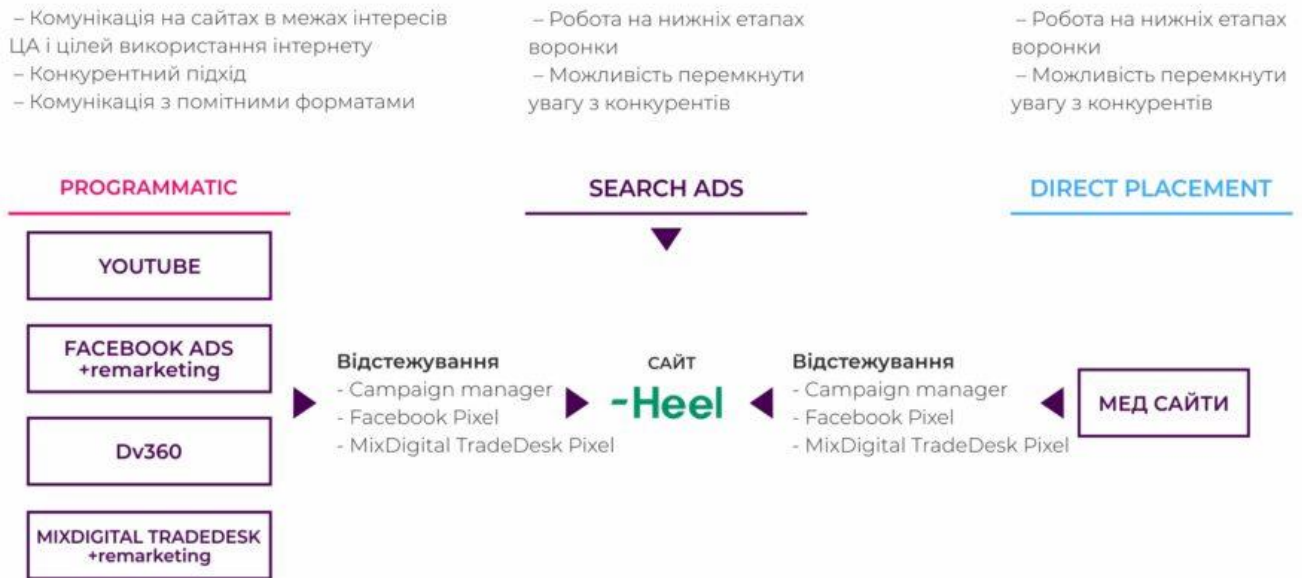 – Комунікація на сайтах в межах інтересів
ЦА і цілей використання інтернету
– Конкурентний підхід
– Комунікація з помітними форматами
– Робота на нижніх етапах
воронки
– Можливість перемкнути
увагу з конкурентів
– Робота на нижніх етапах
воронки
– Можливість перемкнути
увагу з конкурентів
PROGRAMMATIC
SEARCH ADS
DIRECT PLACEMENT
YOUTUBE
FACEBOOK ADS
+remarketing
Dv360
MIXDIGITAL TRADEDESK
+remarketing
Відстежування
- Campaign manager
- Facebook Pixel
- MixDigital TradeDesk Pixel
САЙТ
-Heel
Відстежування
- Campaign manager
- Facebook Pixel
- MixDigital TradeDesk Pixel
МЕД САЙТИ